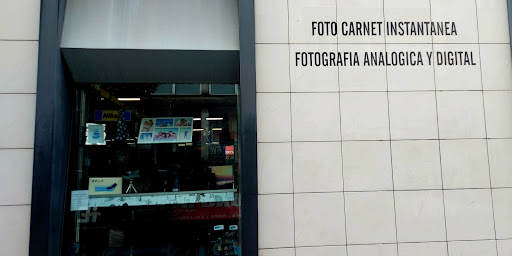 FOTO CARNET INSTANTANEA
FOTOGRAFIA ANALOGICA Y DIGITAL